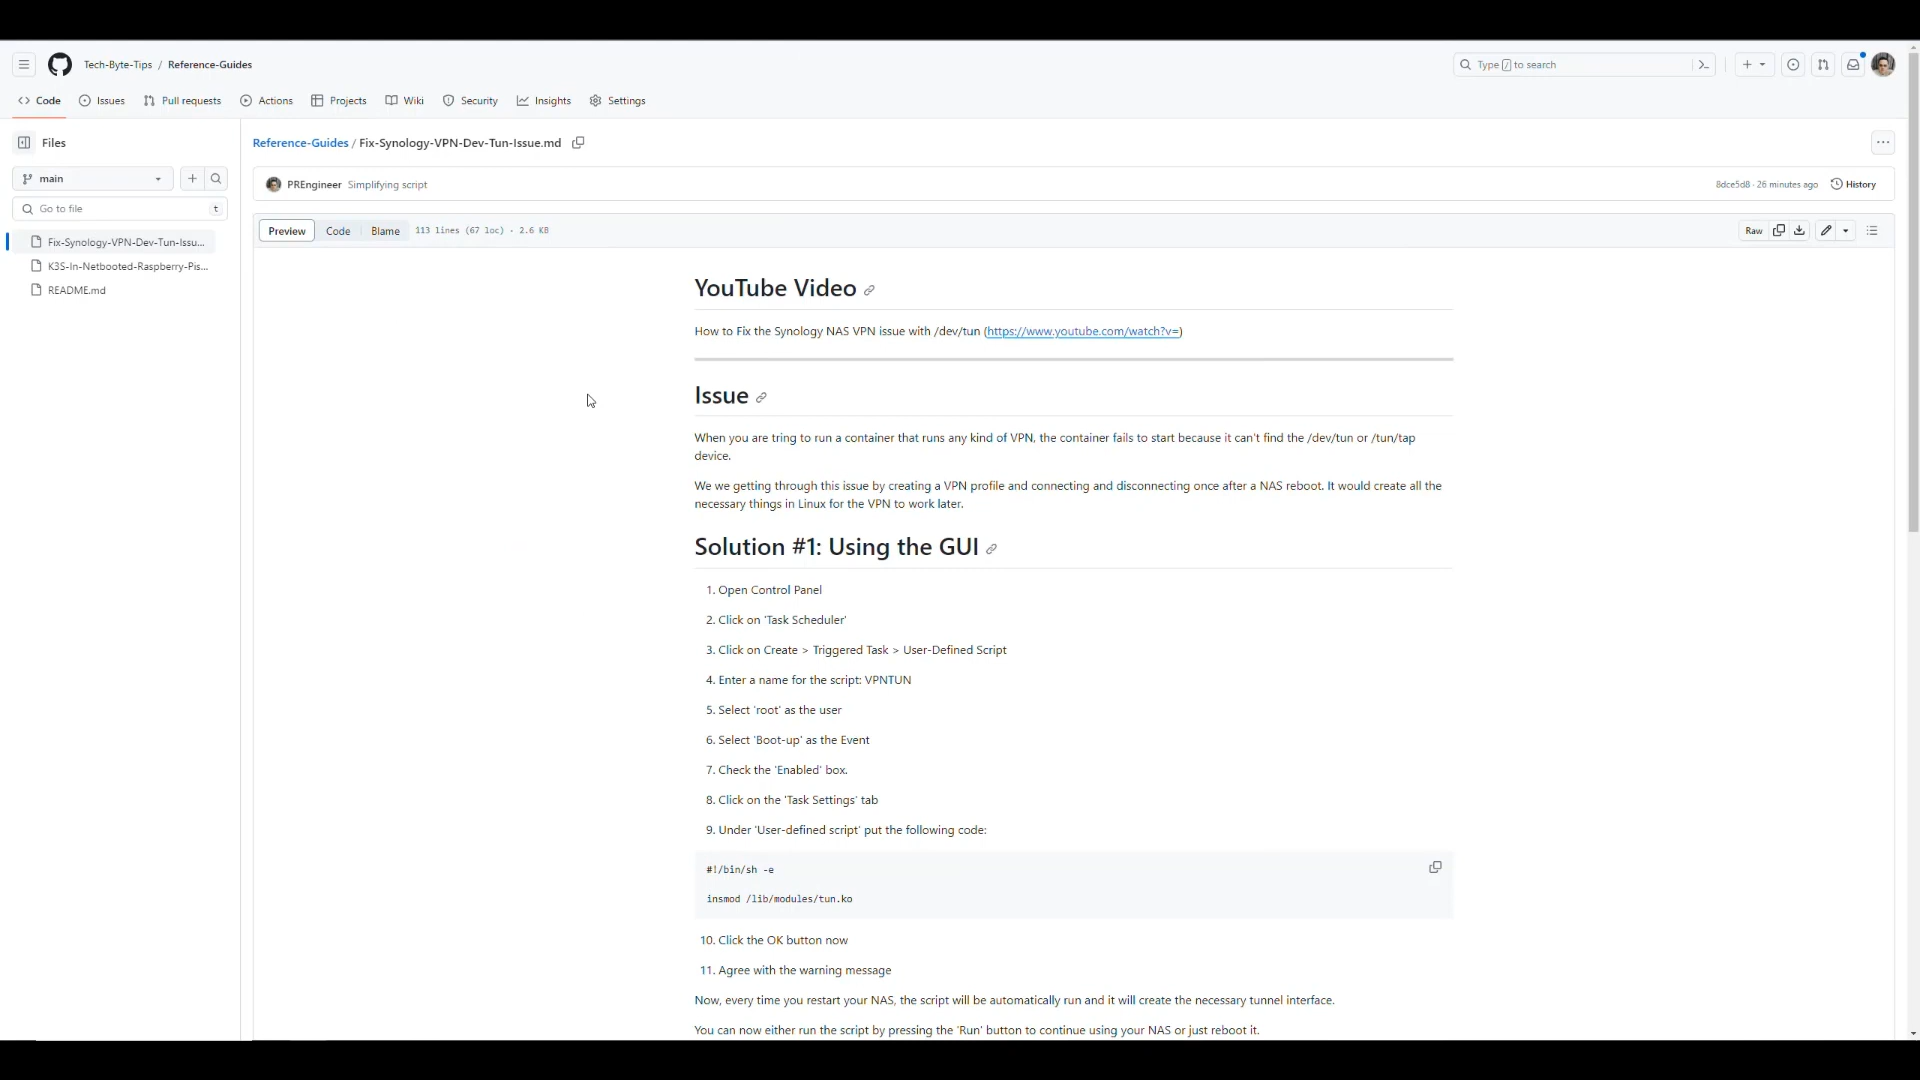 Tech-Byte-Tips / Reference-Guides
Type / to search
Code Issues Pull requests Actions Projects Wiki Security Insights Settings
Files
Reference-Guides / Fix-Synology-VPN-Dev-Tun-Issue.md
main
PREngineer Simplifying script
8dce5d8 · 26 minutes ago History
Go to file t
Preview Code Blame 113 lines (67 loc) · 2.6 KB Raw
Fix-Synology-VPN-Dev-Tun-Issu...
K3S-In-Netbooted-Raspberry-Pis...
README.md
YouTube Video
How to Fix the Synology NAS VPN issue with /dev/tun (https://www.youtube.com/watch?v=)
Issue
When you are tring to run a container that runs any kind of VPN, the container fails to start because it can't find the /dev/tun or /tun/tap
device.
We we getting through this issue by creating a VPN profile and connecting and disconnecting once after a NAS reboot. It would create all the
necessary things in Linux for the VPN to work later.
Solution #1: Using the GUI
1. Open Control Panel
2. Click on 'Task Scheduler'
3. Click on Create > Triggered Task > User-Defined Script
4. Enter a name for the script: VPNTUN
5. Select 'root' as the user
6. Select 'Boot-up' as the Event
7. Check the 'Enabled' box.
8. Click on the 'Task Settings' tab
9. Under 'User-defined script' put the following code:
#!/bin/sh -e
insmod /lib/modules/tun.ko
10. Click the OK button now
11. Agree with the warning message
Now, every time you restart your NAS, the script will be automatically run and it will create the necessary tunnel interface.
You can now either run the script by pressing the 'Run' button to continue using your NAS or just reboot it.